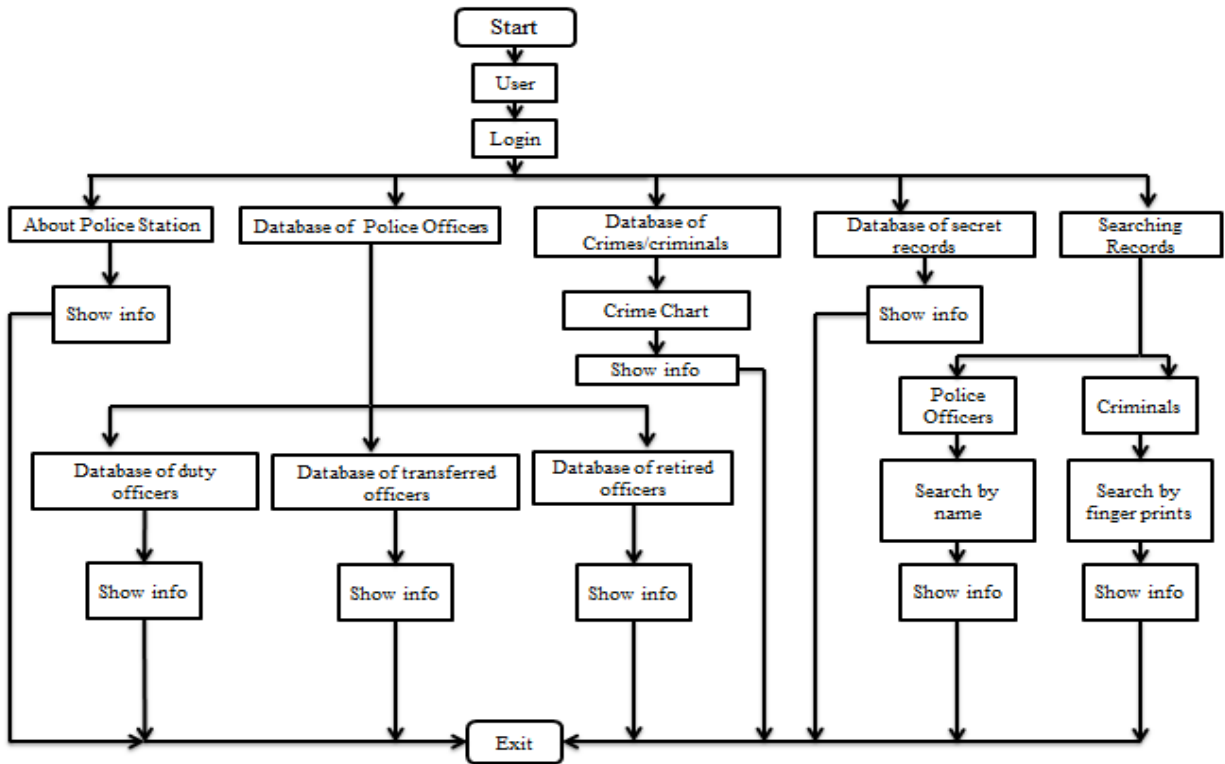 Start
User
Login
About Police Station
Database of Police Officers
Database of
Crimes/criminals
Database of secret
records
Searching
Records
Show info
Crime Chart
Show info
Show info
Police
Officers
Criminals
Database of duty
officers
Database of transferred
officers
Database of retired
officers
Search by
name
Search by
finger prints
Show info
Show info
Show info
Show info
Show info
Exit